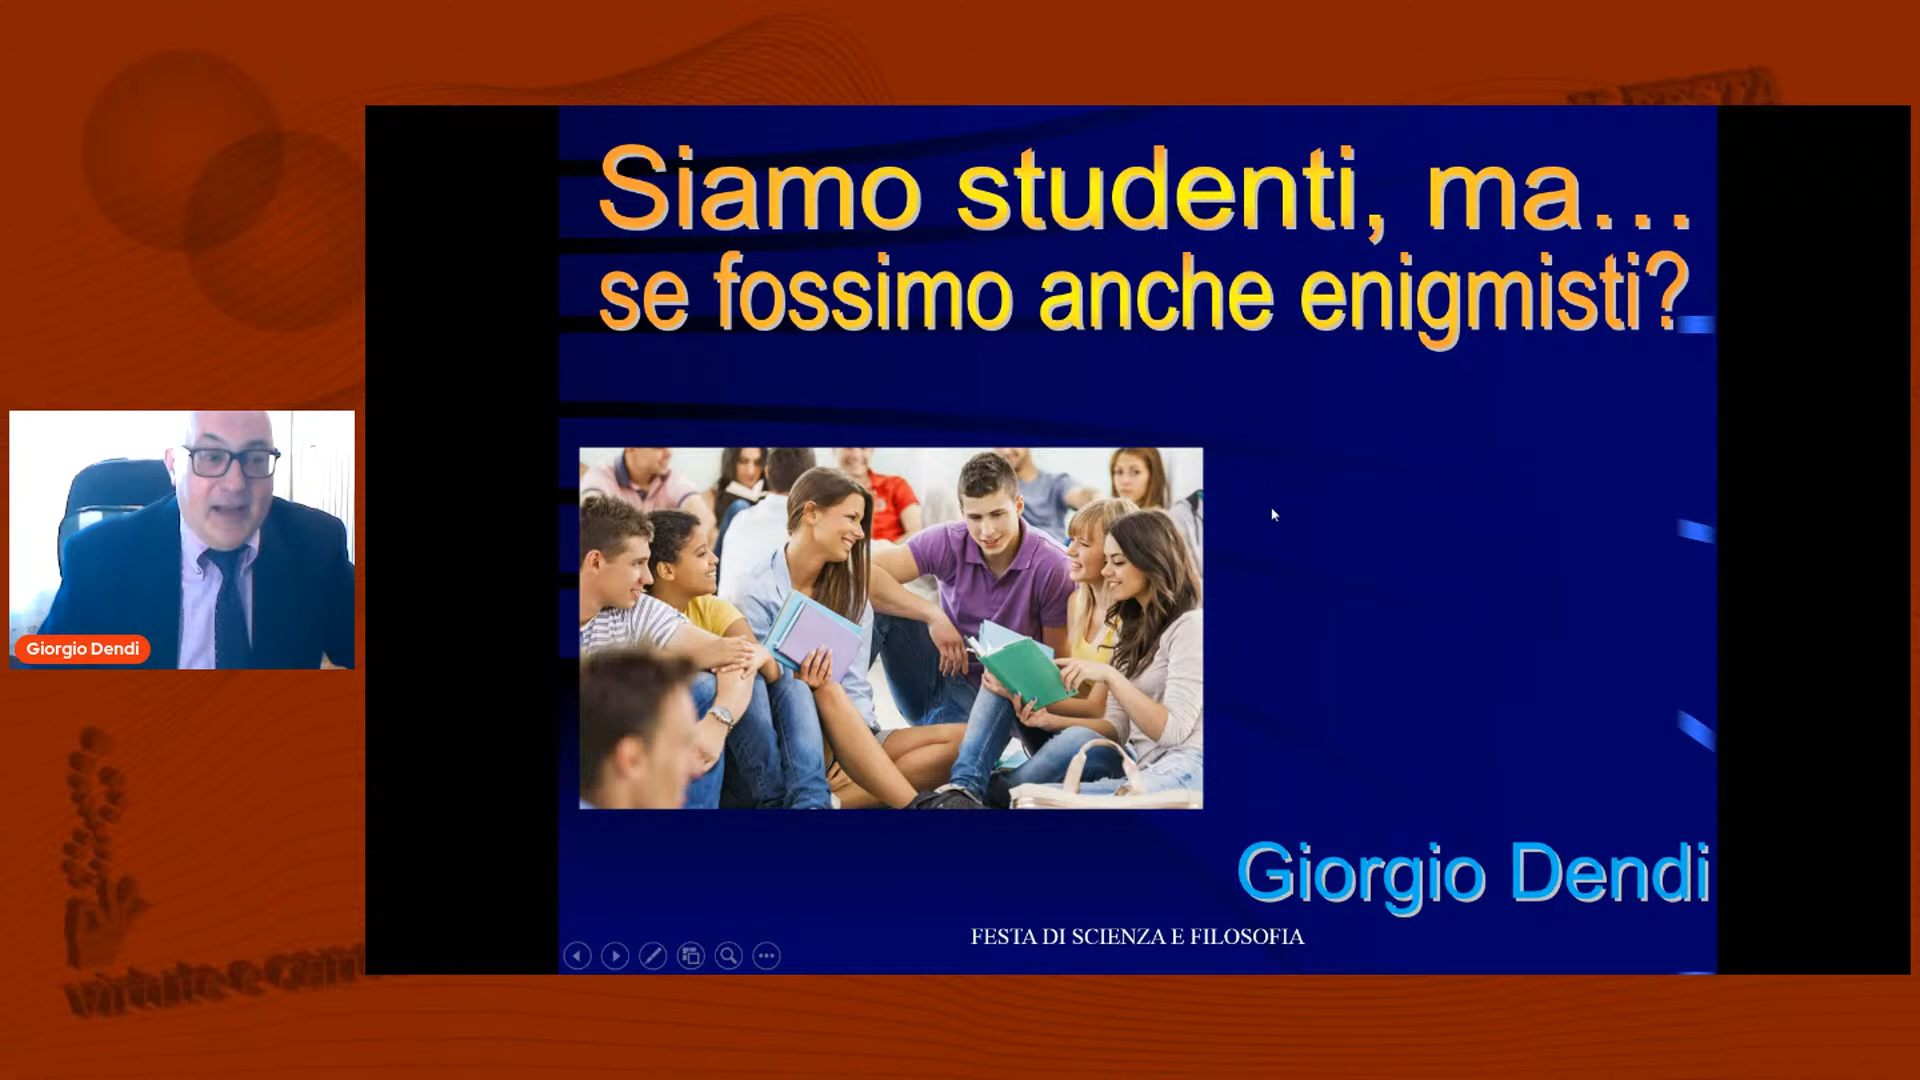 Siamo studenti, ma...
se fossimo anche enigmisti?
Giorgio Dendi
Giorgio Dendi
FESTA DI SCIENZA E FILOSOFIA